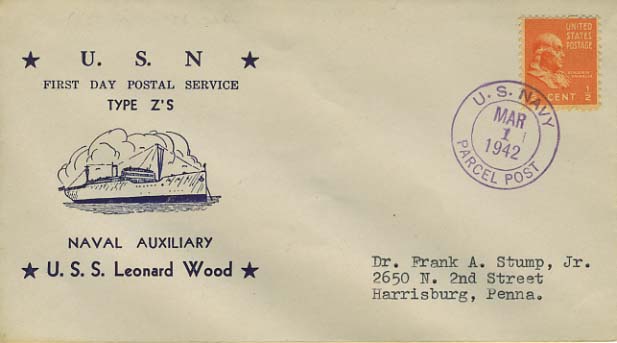 ★ U. S. N ★
FIRST DAY POSTAL SERVICE
TYPE Z'S
NAVAL AUXILIARY
★ U. S. S. Leonard Wood ★
UNITED
STATES
POSTAGE
BENJAMIN
FRANKLIN
CENT 1/2
U. S. NAVY
MAR
1
1942
PARCEL POST
Dr. Frank A. Stump, Jr.
2650 N. 2nd Street
Harrisburg, Penna.